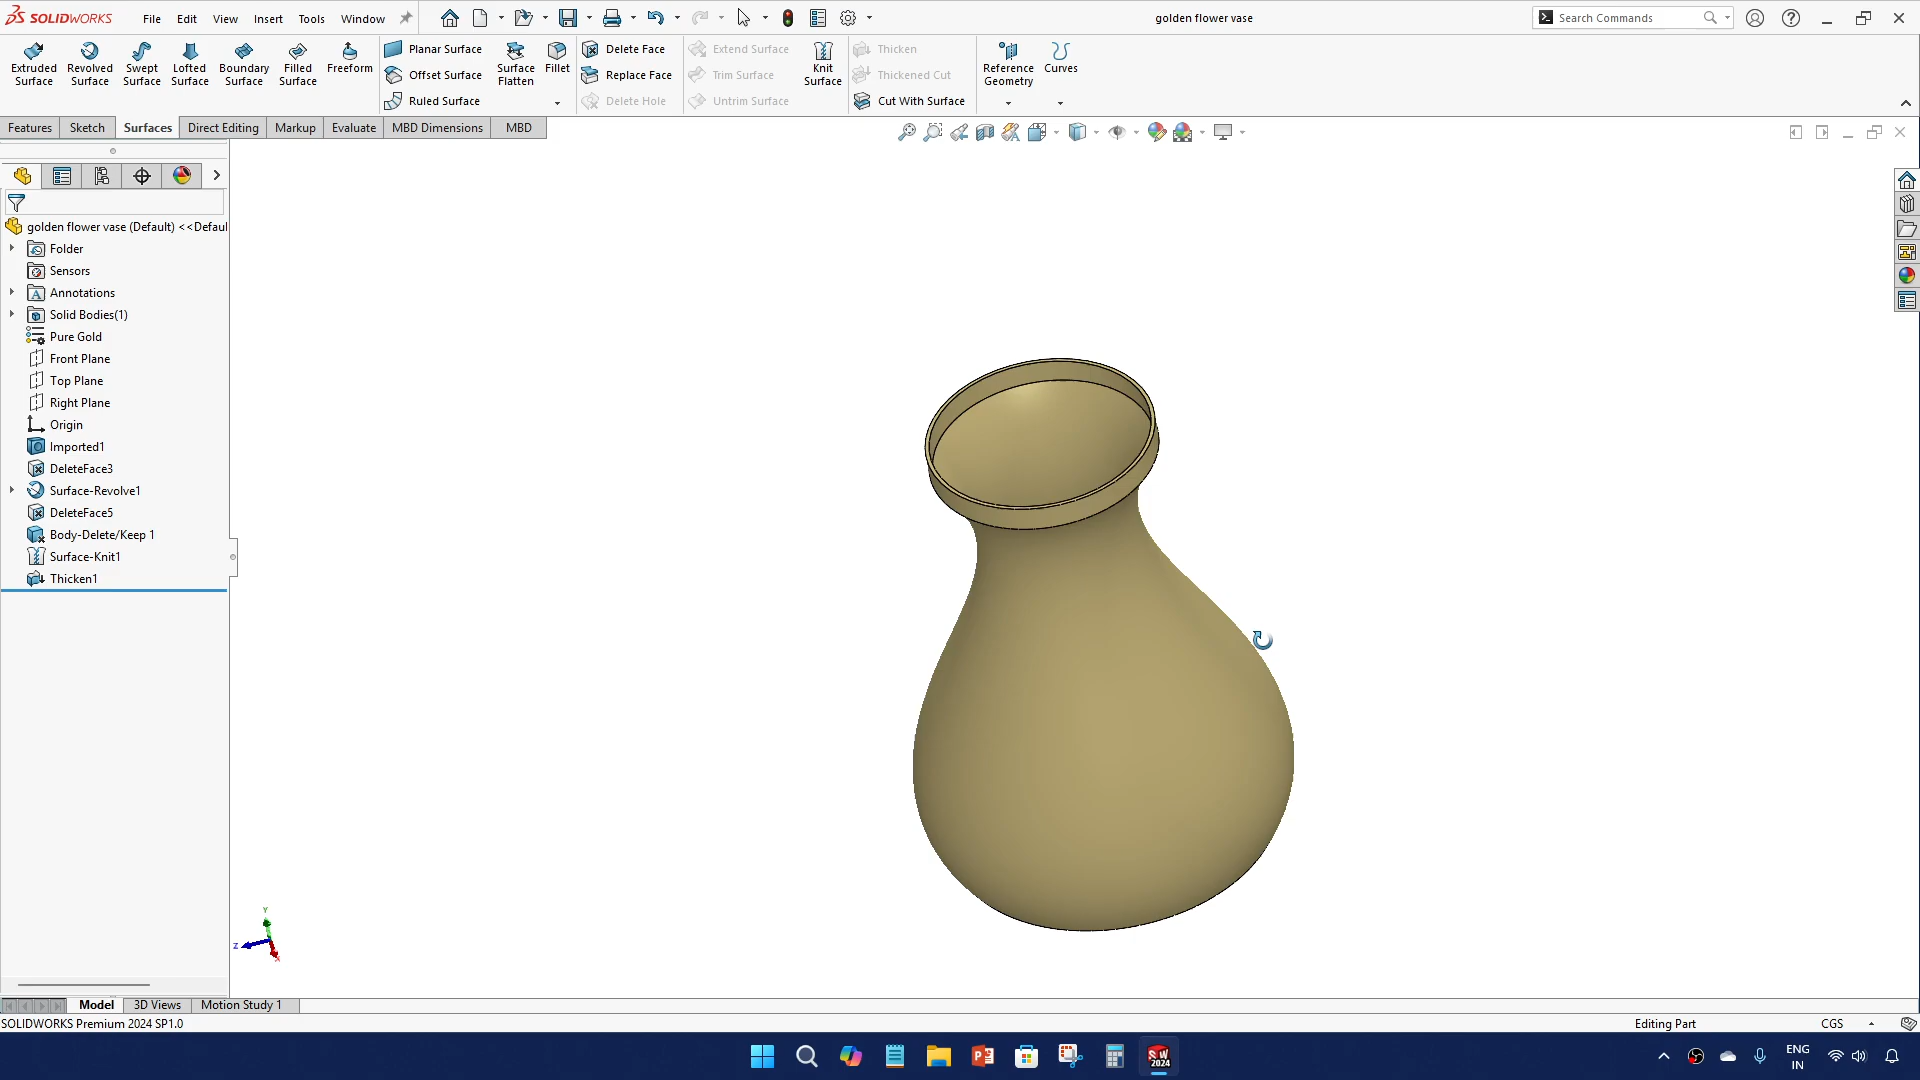 SOLIDWORKS File Edit View Insert Tools Window golden flower vase Search Commands
Extruded Surface
Revolved Surface
Swept Surface
Lofted Surface
Boundary Surface
Filled Surface
Freeform
Planar Surface
Offset Surface
Ruled Surface
Surface Flatten
Fillet
Delete Face
Replace Face
Delete Hole
Extend Surface
Trim Surface
Untrim Surface
Knit Surface
Thicken
Thickened Cut
Cut With Surface
Reference Geometry
Curves
Features Sketch Surfaces Direct Editing Markup Evaluate MBD Dimensions MBD
golden flower vase (Default) <<Defaul
Folder
Sensors
Annotations
Solid Bodies(1)
Pure Gold
Front Plane
Top Plane
Right Plane
Origin
Imported1
DeleteFace3
Surface-Revolve1
DeleteFace5
Body-Delete/Keep 1
Surface-Knit1
Thicken1
Y
Z
X
Model 3D Views Motion Study 1
SOLIDWORKS Premium 2024 SP1.0 Editing Part CGS
SW 2024
ENG
IN